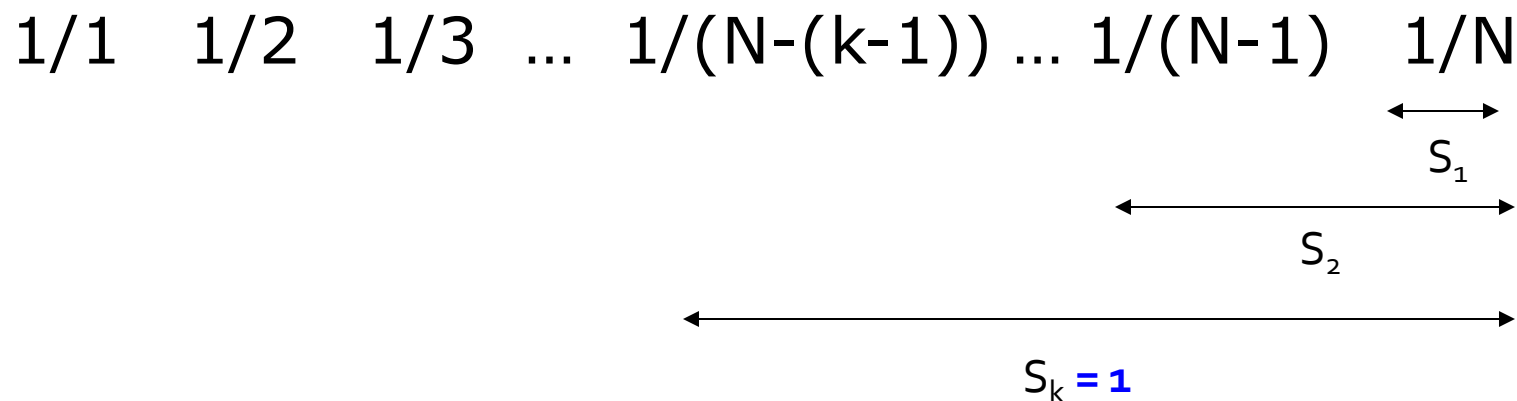 1/1 1/2 1/3 ... 1/(N-(k-1)) ... 1/(N-1) 1/N
S₁
S₂
Sₖ = 1